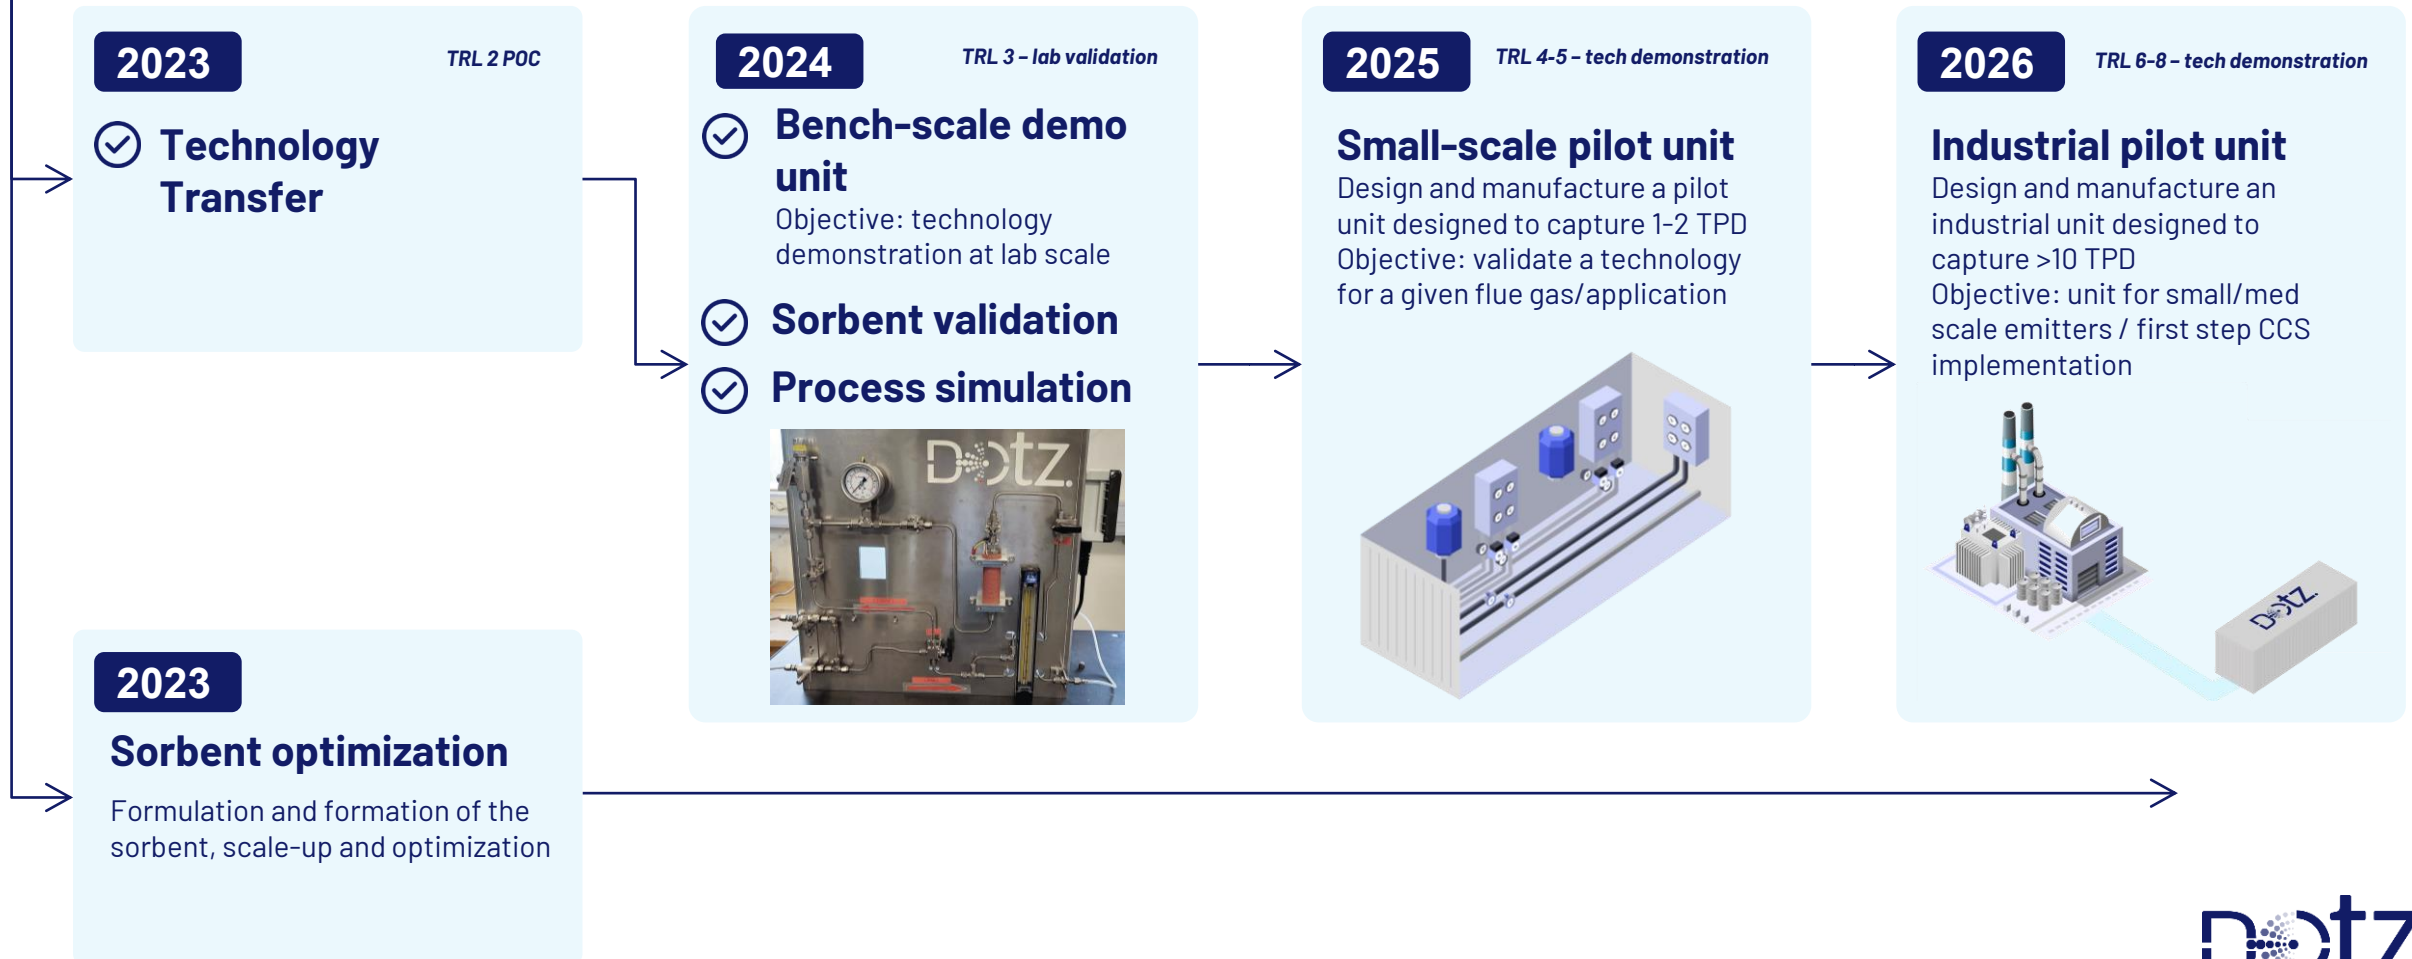 2023
TRL 2 POC
Technology
Transfer
2024
TRL 3 – lab validation
Bench-scale demo
unit
Objective: technology
demonstration at lab scale
Sorbent validation
Process simulation
Dotz.
2025
TRL 4-5 – tech demonstration
Small-scale pilot unit
Design and manufacture a pilot
unit designed to capture 1-2 TPD
Objective: validate a technology
for a given flue gas/application
2026
TRL 6-8 – tech demonstration
Industrial pilot unit
Design and manufacture an
industrial unit designed to
capture >10 TPD
Objective: unit for small/med
scale emitters / first step CCS
implementation
Dotz.
2023
Sorbent optimization
Formulation and formation of the
sorbent, scale-up and optimization
Dotz